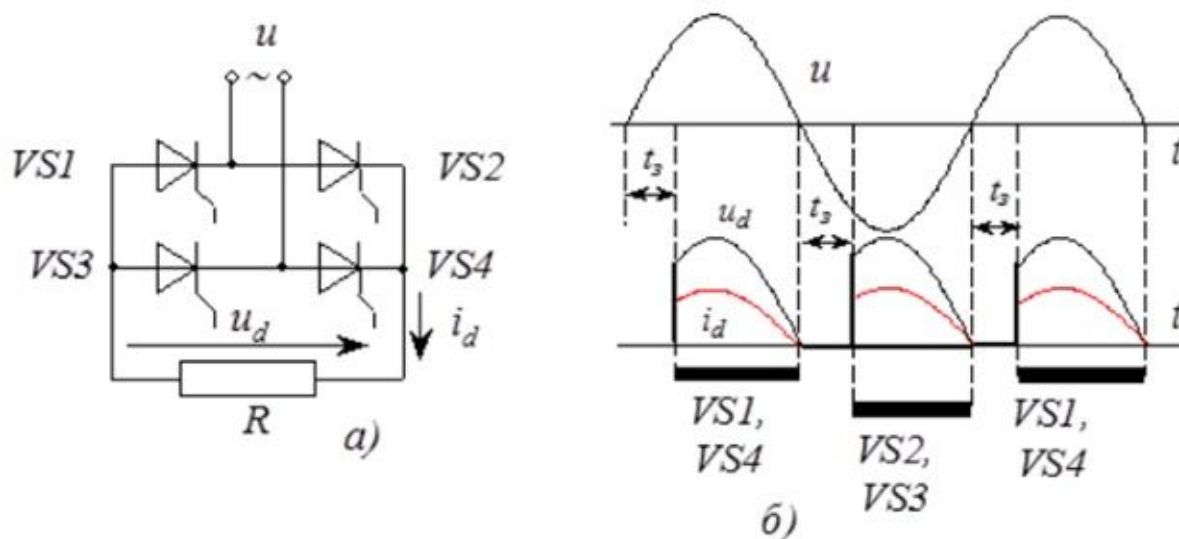 u
~
VS1
VS2
VS3
VS4
u_d
i_d
R
а)
u
t
t_з
t_з
t_з
u_d
i_d
t
VS1,
VS4
VS2,
VS3
VS1,
VS4
б)